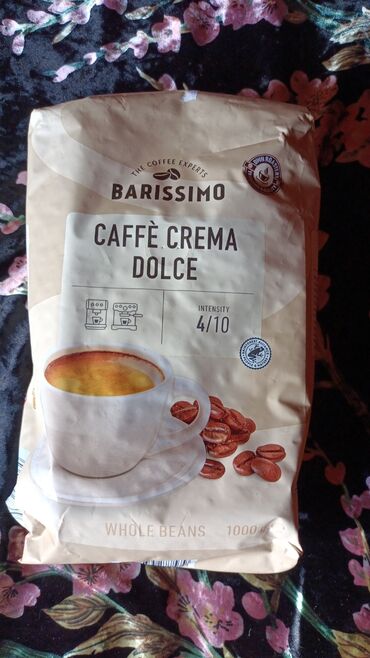 THE COFFEE EXPERTS
BARISSIMO
CAFFÈ CREMA
DOLCE
INTENSITY
4/10
WHOLE BEANS 1000